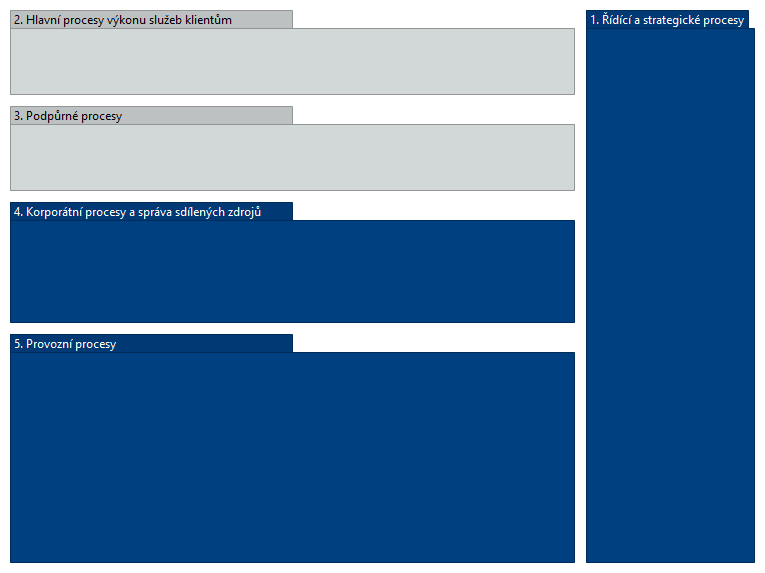 2. Hlavní procesy výkonu služeb klientům
1. Řídící a strategické procesy
3. Podpůrné procesy
4. Korporátní procesy a správa sdílených zdrojů
5. Provozní procesy